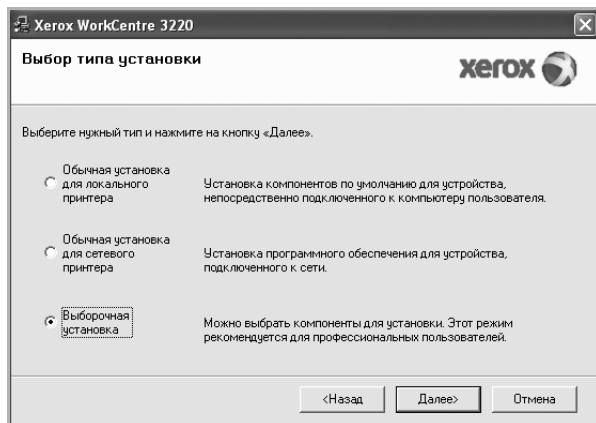 Xerox WorkCentre 3220
Выбор типа установки
xerox
Выберите нужный тип и нажмите на кнопку «Далее».
Обычная установка
для локального
принтера
Установка компонентов по умолчанию для устройства,
непосредственно подключенного к компьютеру пользователя.
Обычная установка
для сетевого
принтера
Установка программного обеспечения для устройства,
подключенного к сети.
Выборочная
установка
Можно выбрать компоненты для установки. Этот режим
рекомендуется для профессиональных пользователей.
<Назад
Далее>
Отмена